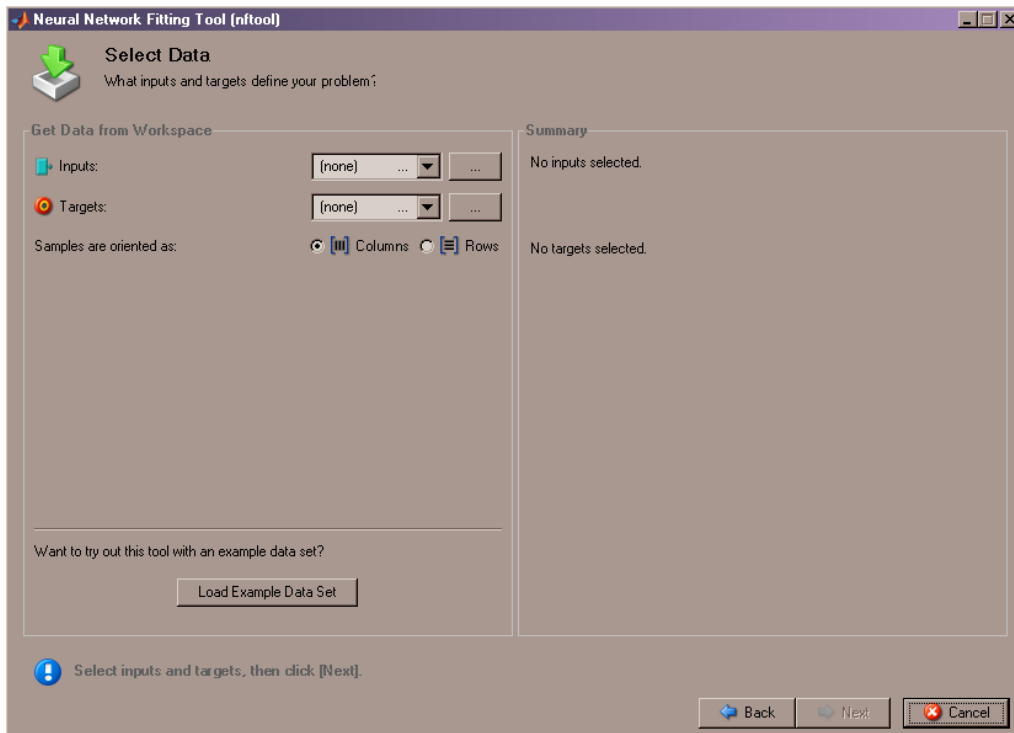 Neural Network Fitting Tool (nftool)
Select Data
What inputs and targets define your problem?
Get Data from Workspace
Inputs:
(none) ...
...
Targets:
(none) ...
...
Samples are oriented as:
Columns
Rows
Want to try out this tool with an example data set?
Load Example Data Set
Summary
No inputs selected.
No targets selected.
Select inputs and targets, then click [Next].
Back
Next
Cancel